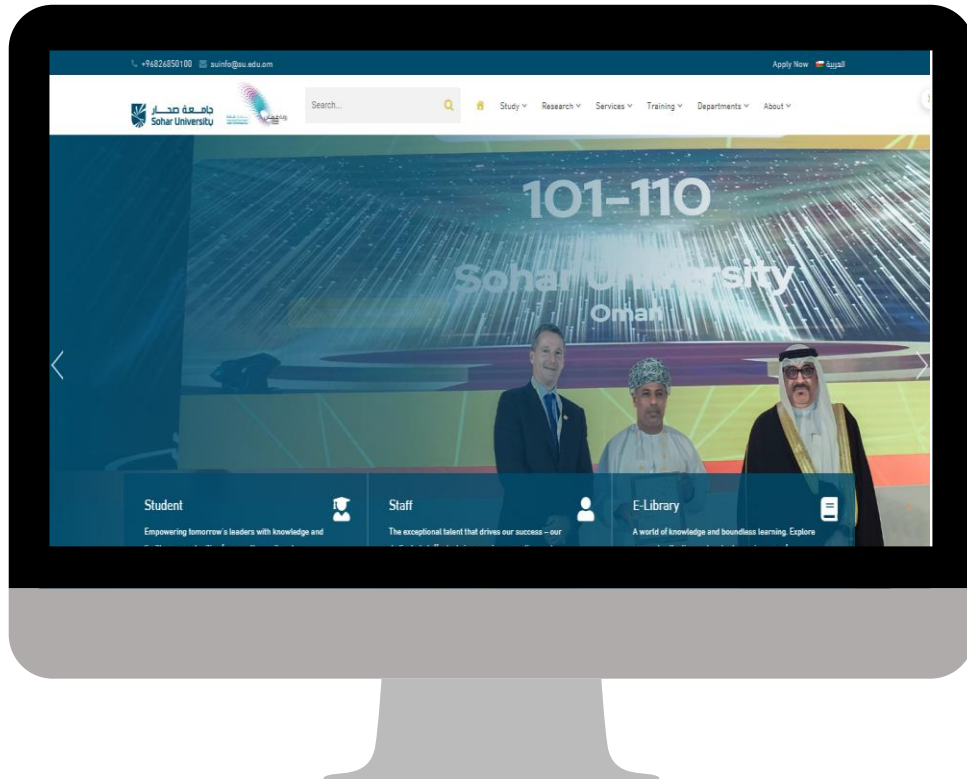 +96826850100 suinfo@su.edu.om
Apply Now العربية
جامعة صحـــار
Sohar University
Search...
Study Research Services Training Departments About
101-110
Sohar University
Oman
Student
Empowering tomorrow's leaders with knowledge and
Staff
The exceptional talent that drives our success – our
E-Library
A world of knowledge and boundless learning. Explore